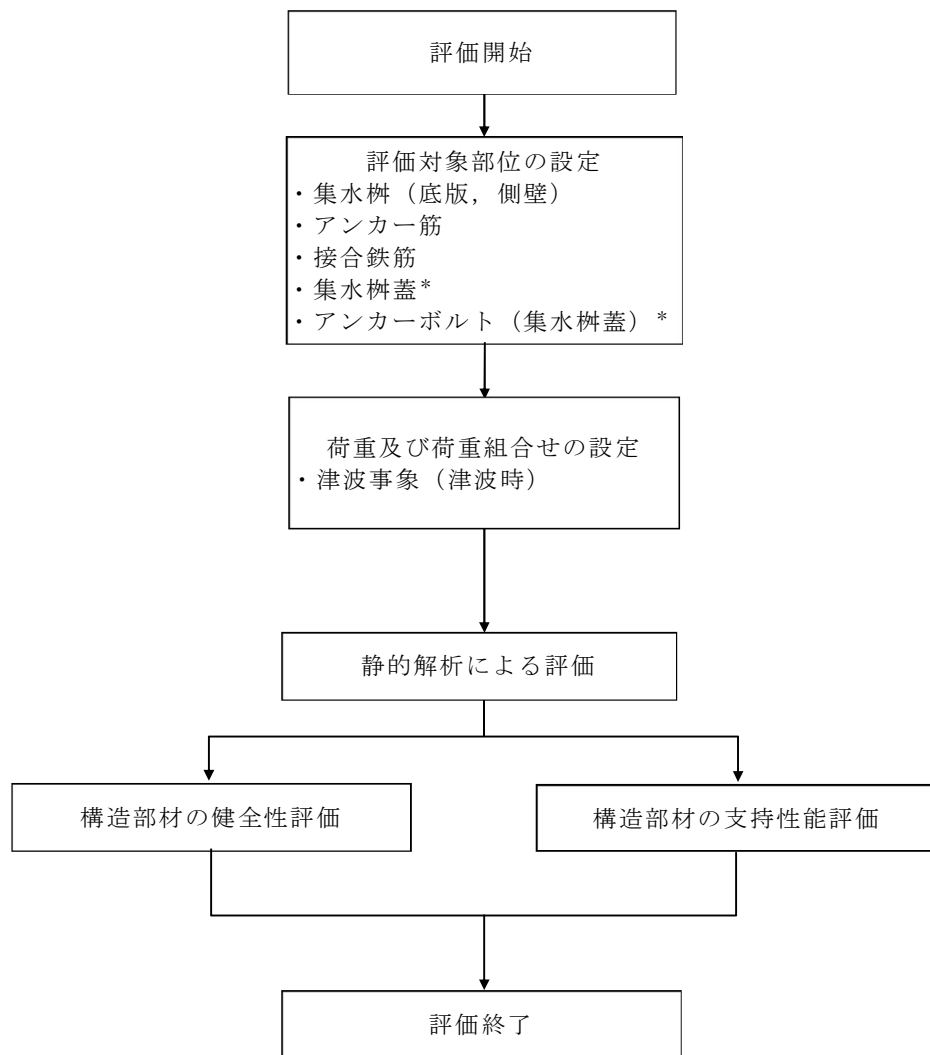 評価開始
評価対象部位の設定
・集水桝（底版，側壁）
・アンカー筋
・接合鉄筋
・集水桝蓋*
・アンカーボルト（集水桝蓋）*
荷重及び荷重組合せの設定
・津波事象（津波時）
静的解析による評価
構造部材の健全性評価
構造部材の支持性能評価
評価終了